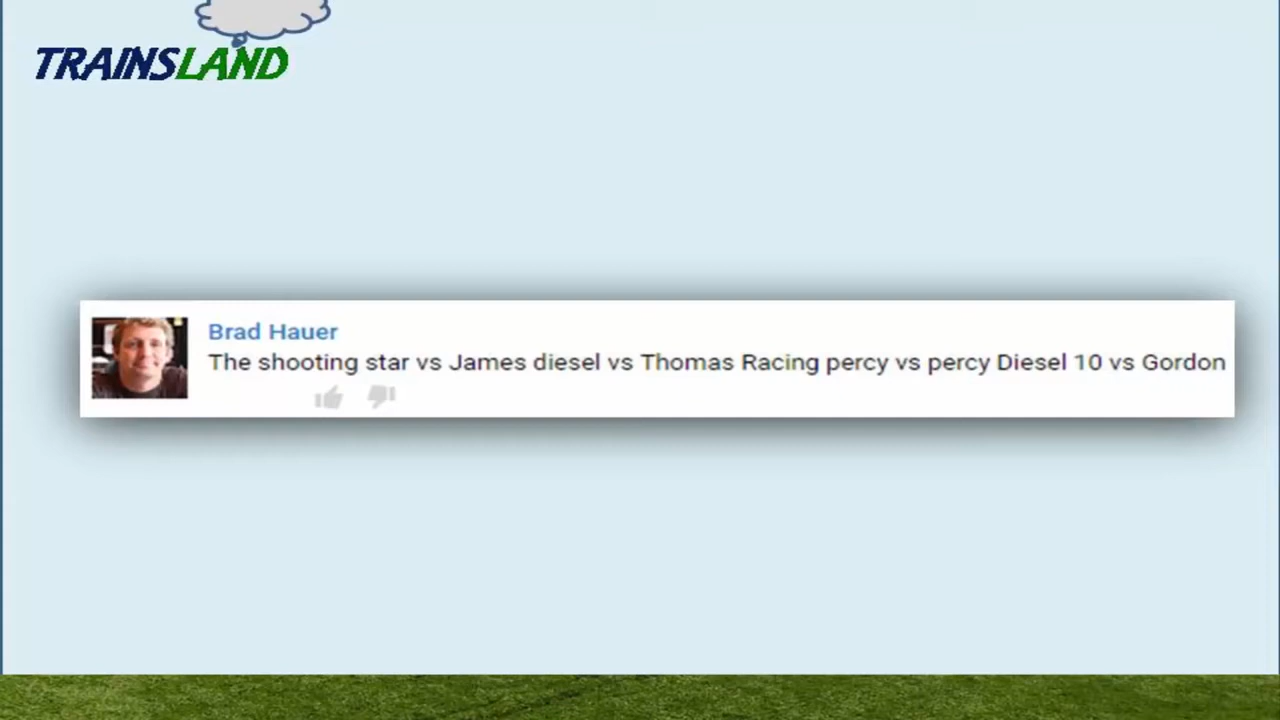 TRAINSLAND
Brad Hauer
The shooting star vs James diesel vs Thomas Racing percy vs percy Diesel 10 vs Gordon